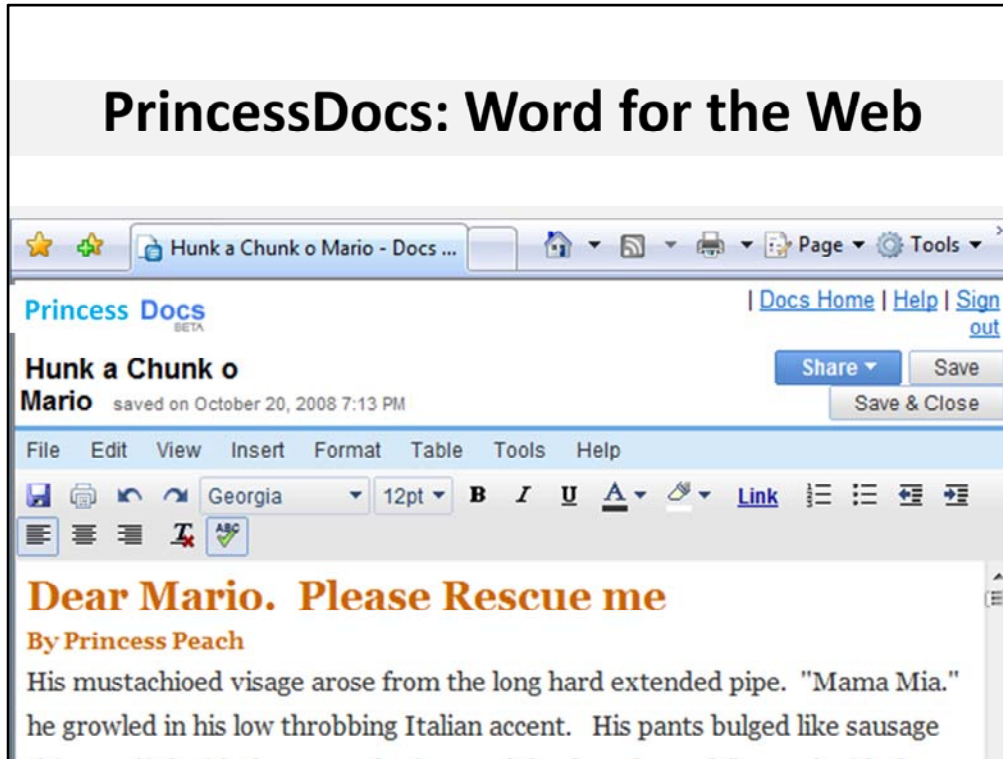 PrincessDocs: Word for the Web
Hunk a Chunk o Mario - Docs ...
Page
Tools
Princess Docs
BETA
| Docs Home | Help | Sign
out
Hunk a Chunk o
Mario saved on October 20, 2008 7:13 PM
Share
Save
Save & Close
File Edit View Insert Format Table Tools Help
Georgia 12pt B I U A Link
ABC
Dear Mario. Please Rescue me
By Princess Peach
His mustachioed visage arose from the long hard extended pipe. "Mama Mia."
he growled in his low throbbing Italian accent. His pants bulged like sausage